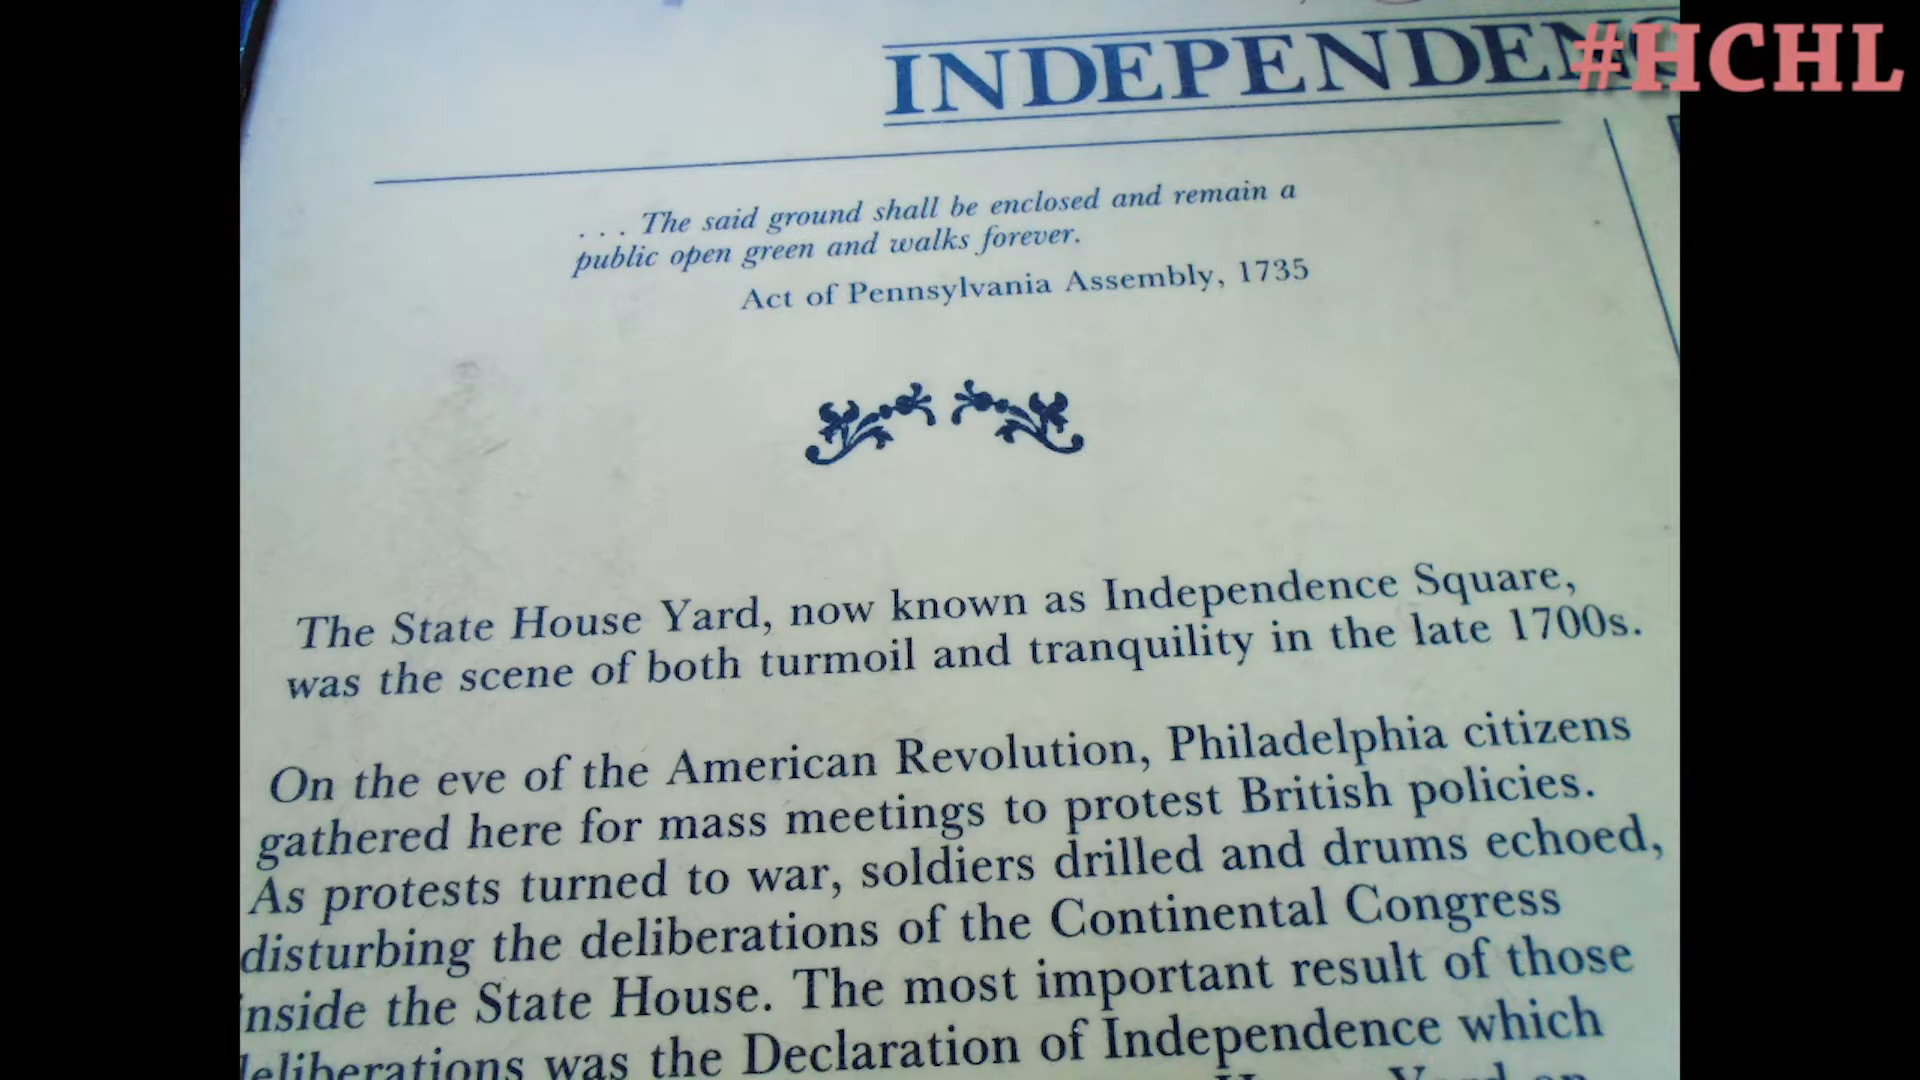 #HCHL
INDEPENDENC
. . . The said ground shall be enclosed and remain a
public open green and walks forever.
Act of Pennsylvania Assembly, 1735
The State House Yard, now known as Independence Square,
was the scene of both turmoil and tranquility in the late 1700s.
On the eve of the American Revolution, Philadelphia citizens
gathered here for mass meetings to protest British policies.
As protests turned to war, soldiers drilled and drums echoed,
disturbing the deliberations of the Continental Congress
inside the State House. The most important result of those
deliberations was the Declaration of Independence which